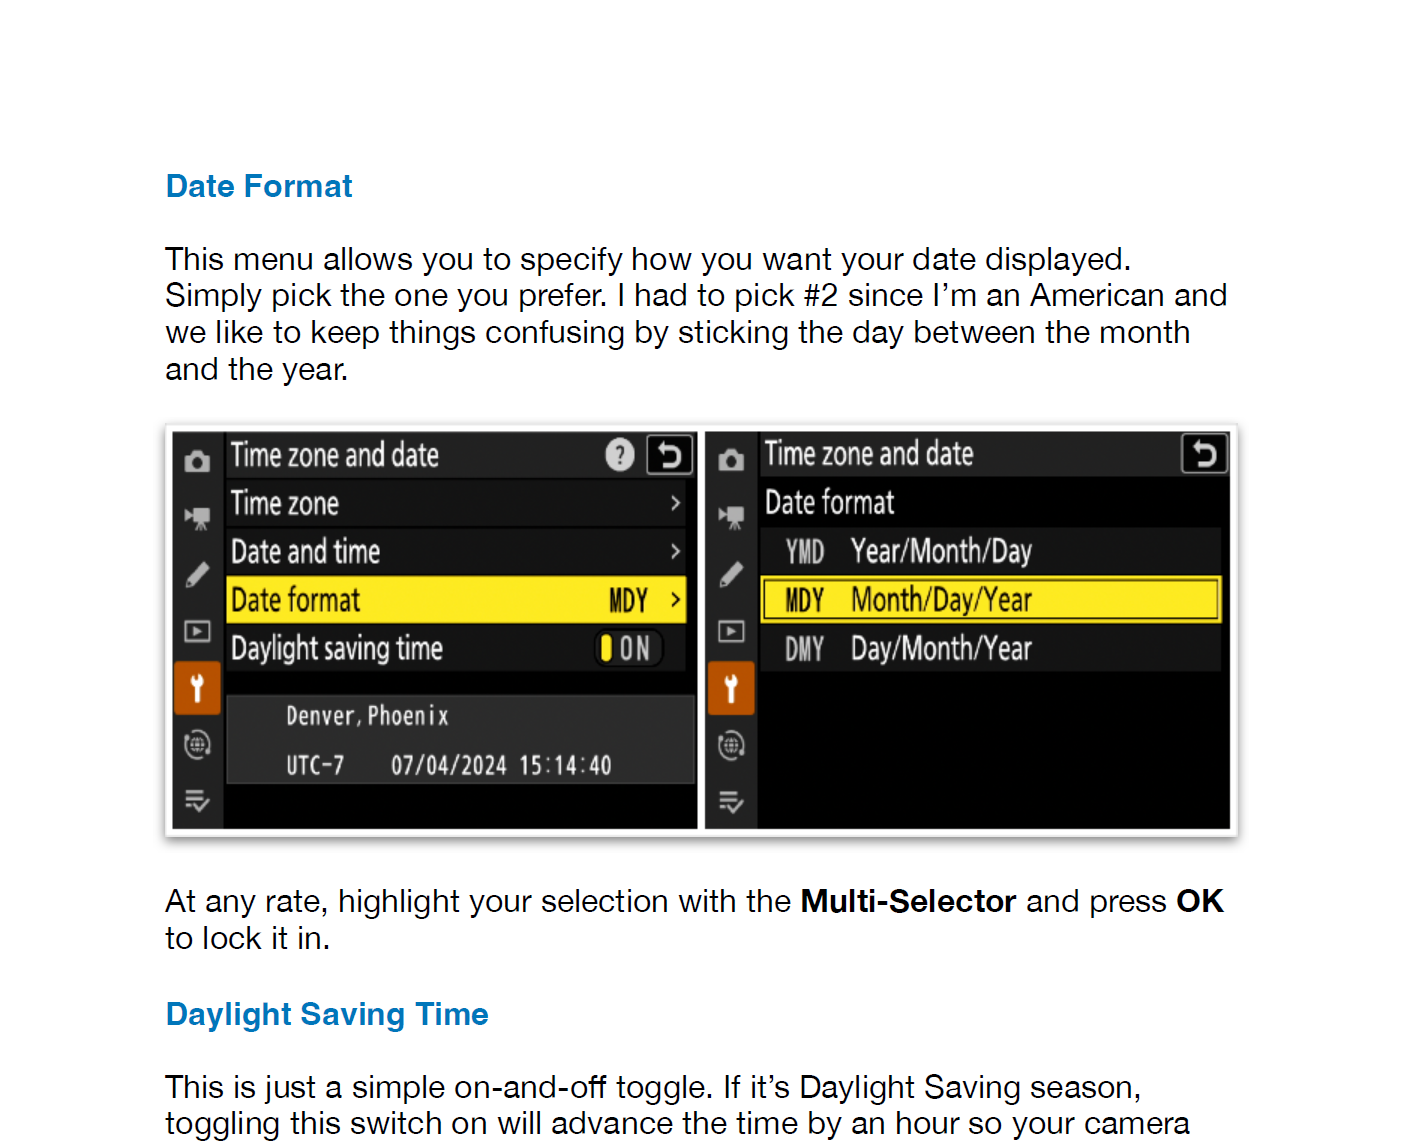 Date Format
This menu allows you to specify how you want your date displayed.
Simply pick the one you prefer. I had to pick #2 since I’m an American and
we like to keep things confusing by sticking the day between the month
and the year.
Time zone and date ?
Time zone >
Date and time >
Date format MDY >
Daylight saving time ON
Denver, Phoenix
UTC-7 07/04/2024 15:14:40
Time zone and date
Date format
YMD Year/Month/Day
MDY Month/Day/Year
DMY Day/Month/Year
At any rate, highlight your selection with the Multi-Selector and press OK
to lock it in.
Daylight Saving Time
This is just a simple on-and-off toggle. If it’s Daylight Saving season,
toggling this switch on will advance the time by an hour so your camera